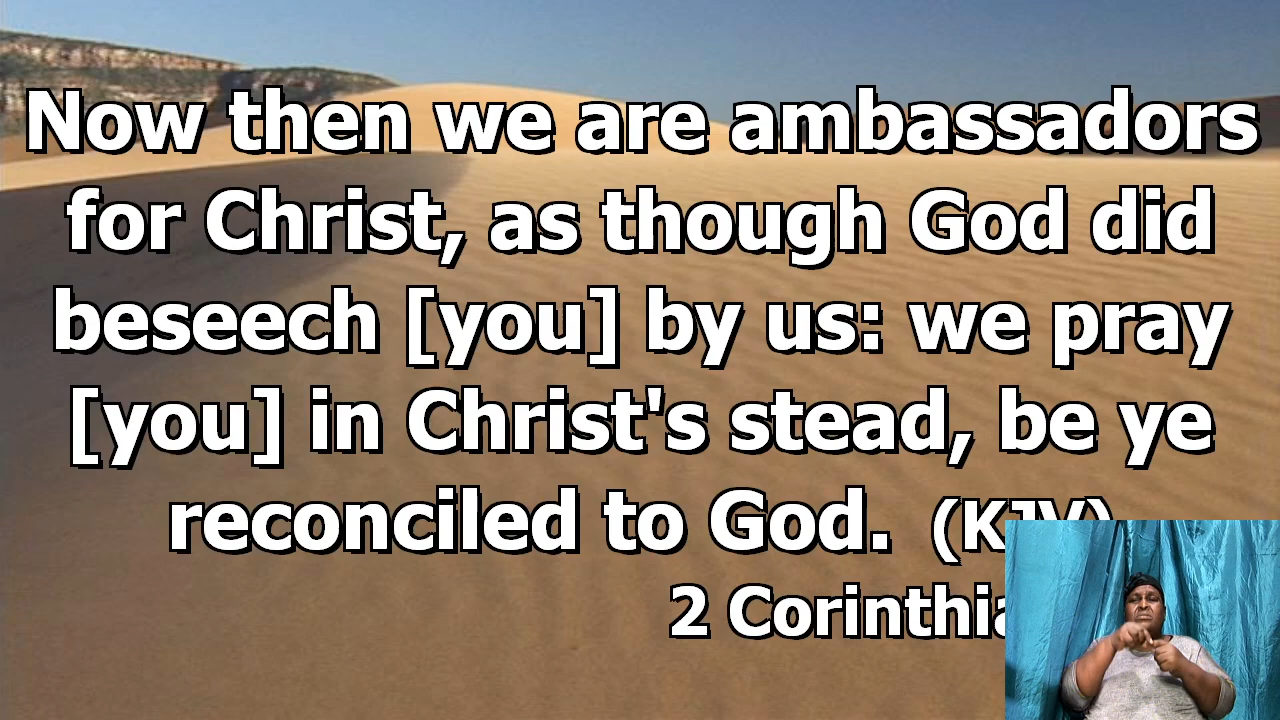 Now then we are ambassadors
for Christ, as though God did
beseech [you] by us: we pray
[you] in Christ's stead, be ye
reconciled to God. (KJV)
2